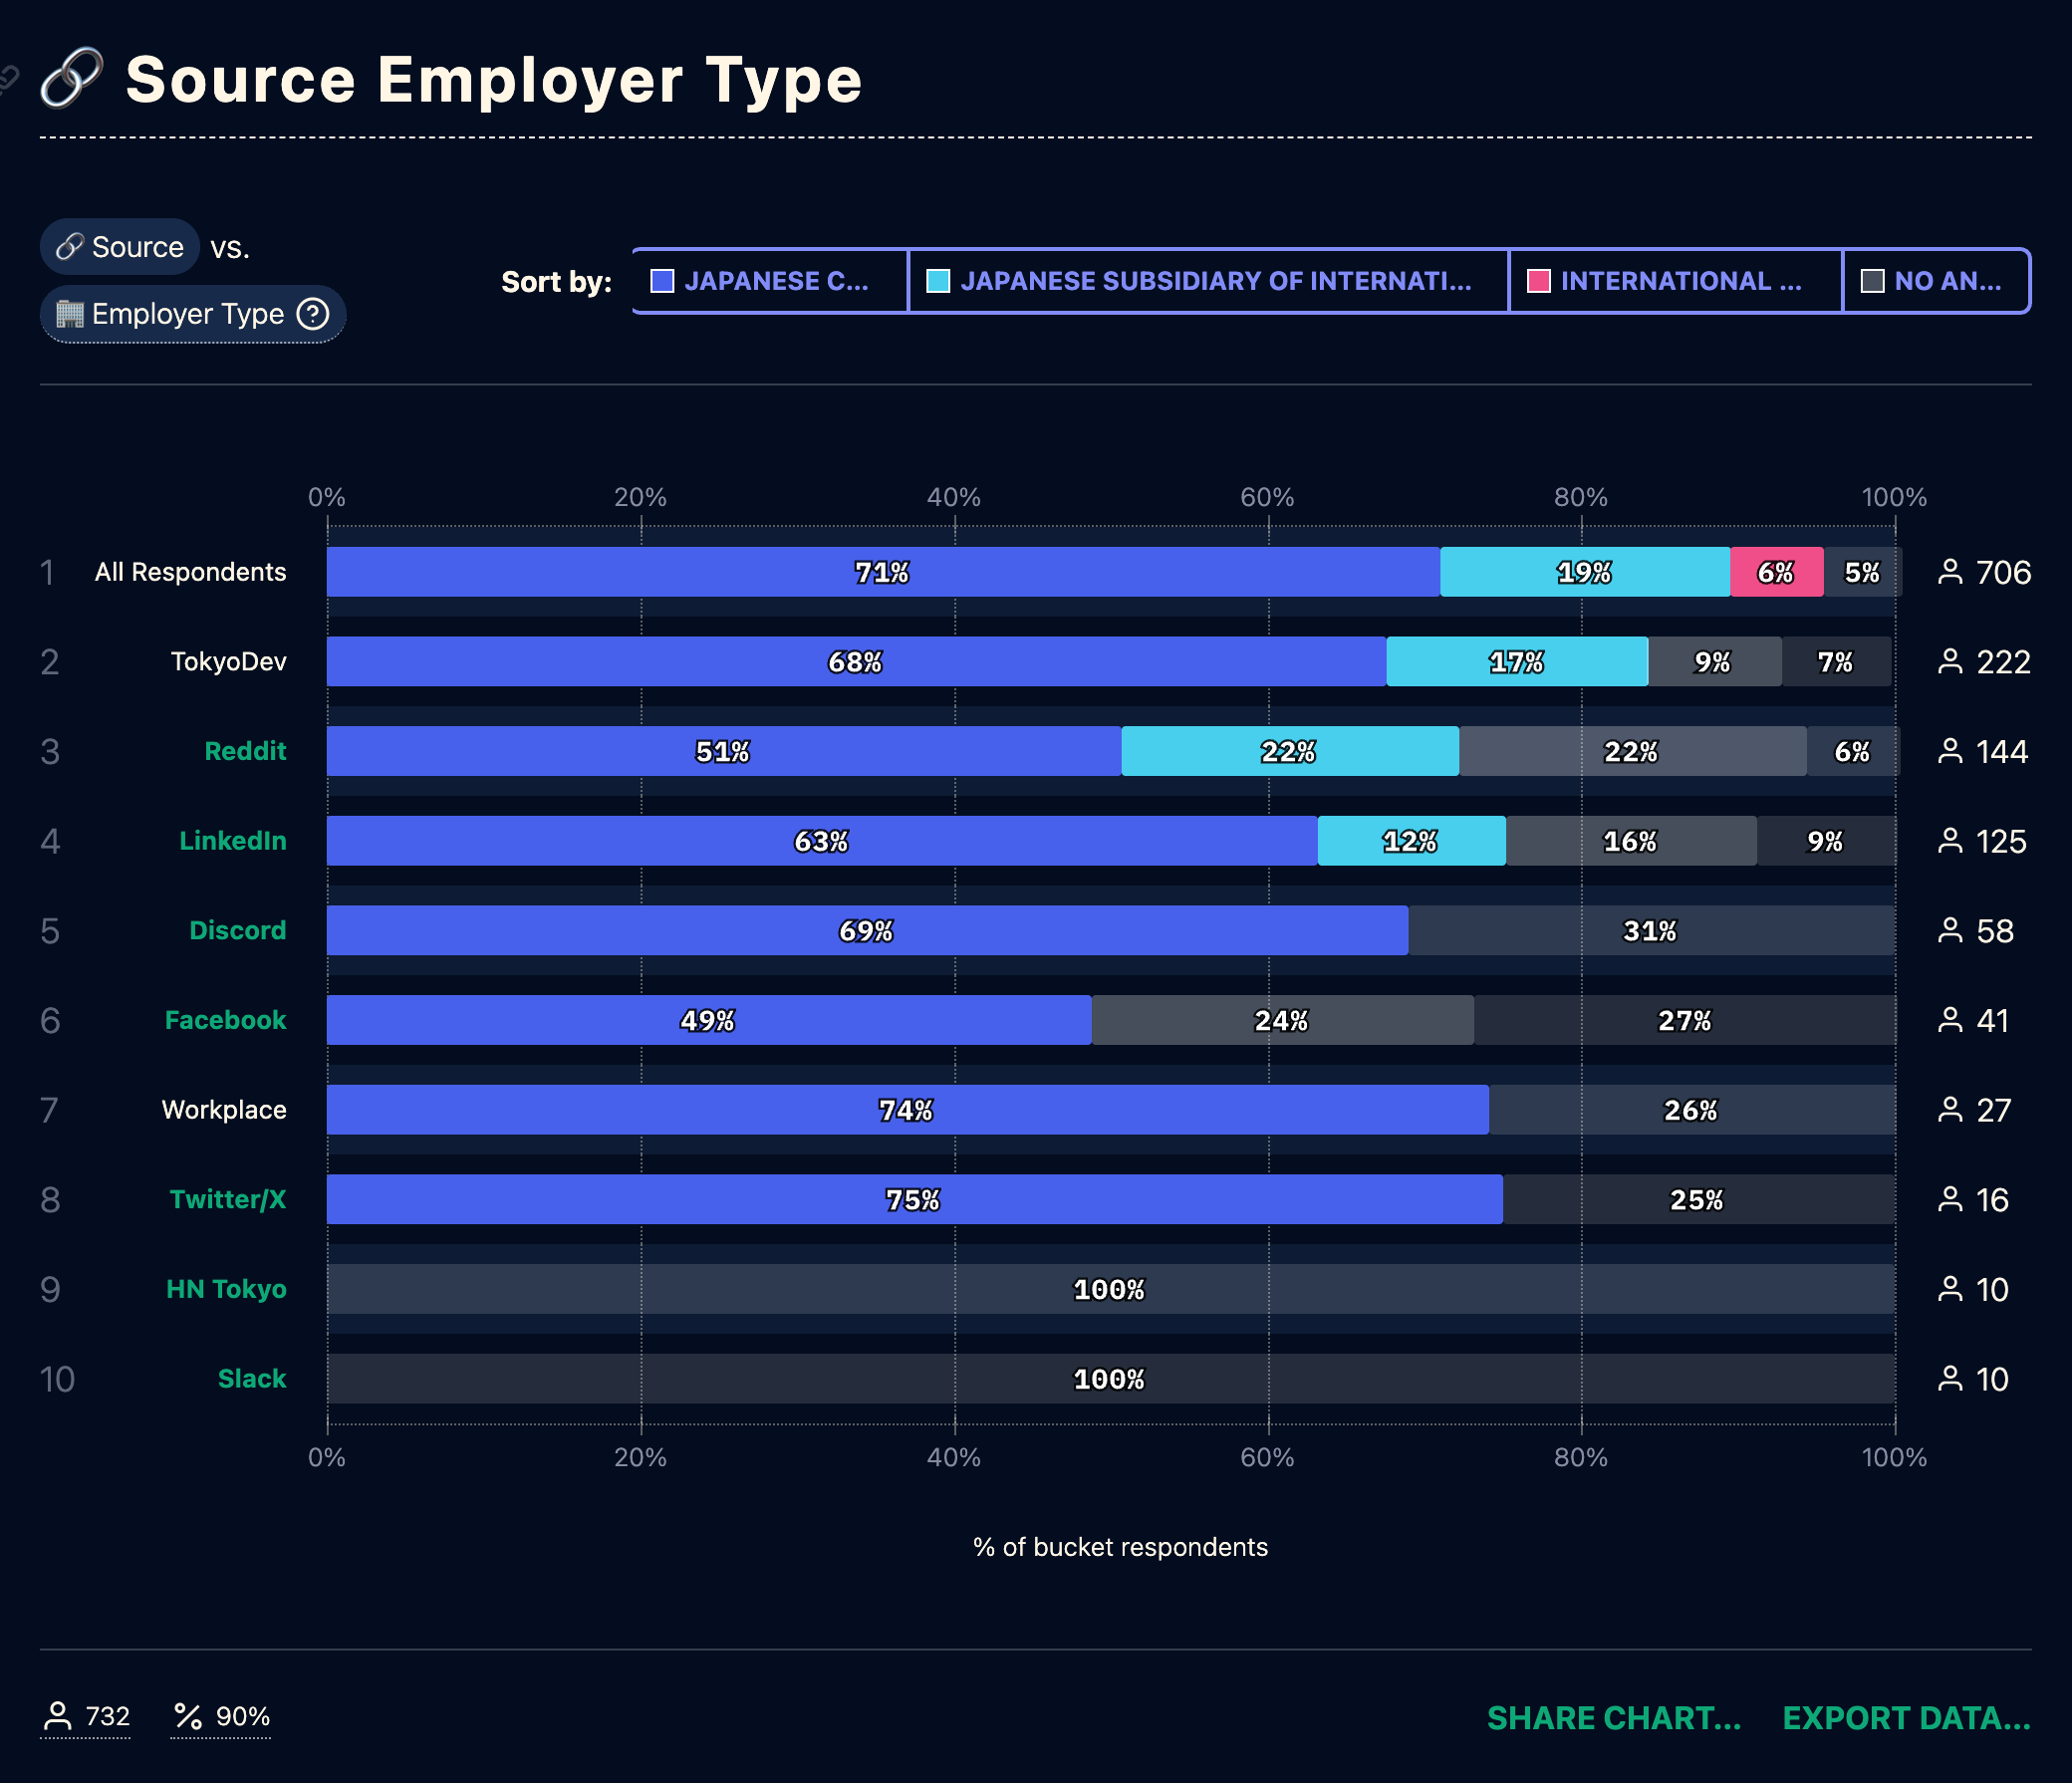 Source Employer Type
Source vs.
Employer Type ?
Sort by: JAPANESE C... JAPANESE SUBSIDIARY OF INTERNATI... INTERNATIONAL ... NO AN...
0% 20% 40% 60% 80% 100%
1 All Respondents 71% 19% 6% 5% 706
2 TokyoDev 68% 17% 9% 7% 222
3 Reddit 51% 22% 22% 6% 144
4 LinkedIn 63% 12% 16% 9% 125
5 Discord 69% 31% 58
6 Facebook 49% 24% 27% 41
7 Workplace 74% 26% 27
8 Twitter/X 75% 25% 16
9 HN Tokyo 100% 10
10 Slack 100% 10
0% 20% 40% 60% 80% 100%
% of bucket respondents
732 % 90% SHARE CHART... EXPORT DATA...